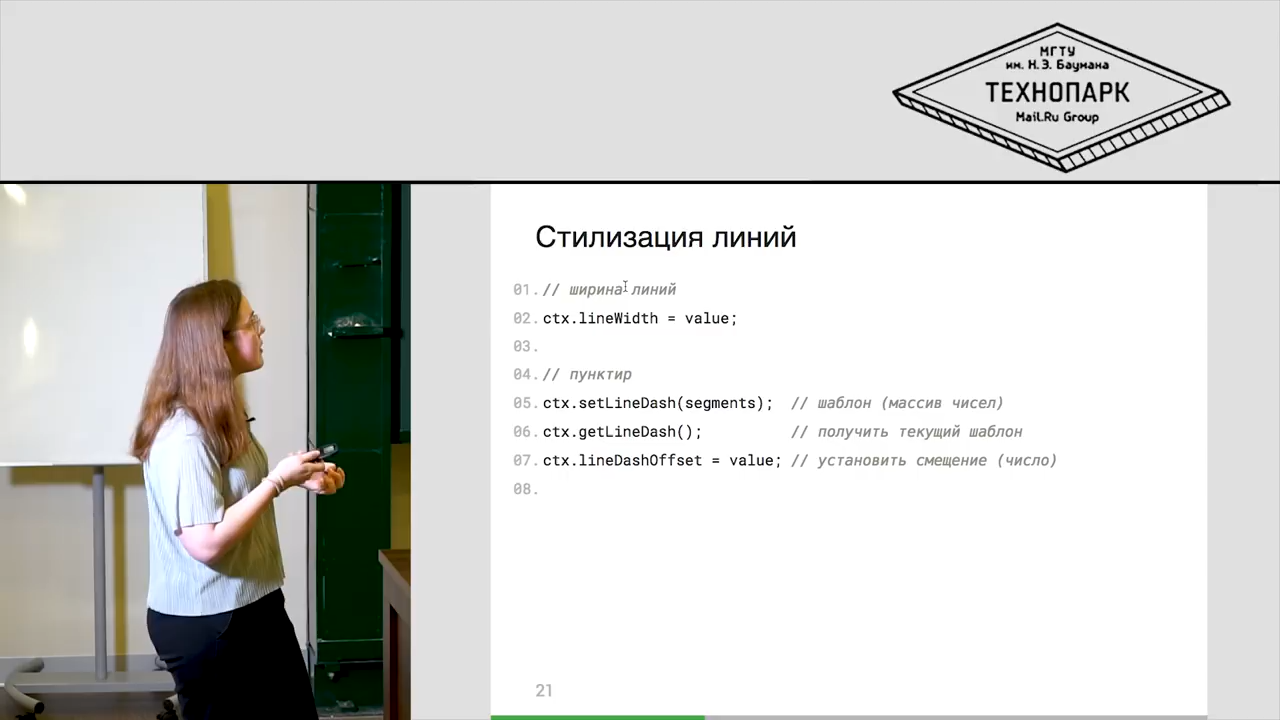 МГТУ
им. Н.Э. Баумана
ТЕХНОПАРК
Mail.Ru Group
Стилизация линий
01. // ширина линий
02. ctx.lineWidth = value;
03.
04. // пунктир
05. ctx.setLineDash(segments); // шаблон (массив чисел)
06. ctx.getLineDash(); // получить текущий шаблон
07. ctx.lineDashOffset = value; // установить смещение (число)
08.
21